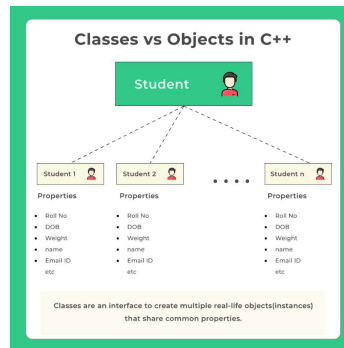 Classes vs Objects in C++
Student
Student 1
Student 2
Student n
Properties
Roll No
DOB
Weight
name
Email ID
etc
Properties
Roll No
DOB
Weight
name
Email ID
etc
Properties
Roll No
DOB
Weight
name
Email ID
etc
Classes are an interface to create multiple real-life objects(instances)
that share common properties.